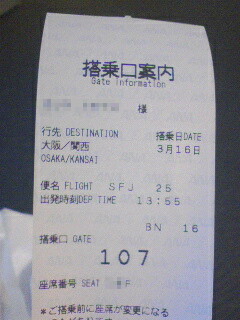 搭乗口案内
Gate Information
様
行先 DESTINATION 搭乗日DATE
大阪／関西 3月16日
OSAKA/KANSAI
便名 FLIGHT SFJ 25
出発時刻DEP TIME 13:55
BN 16
搭乗口 GATE
107
座席番号 SEAT F
＊ご搭乗前に座席が変更になる